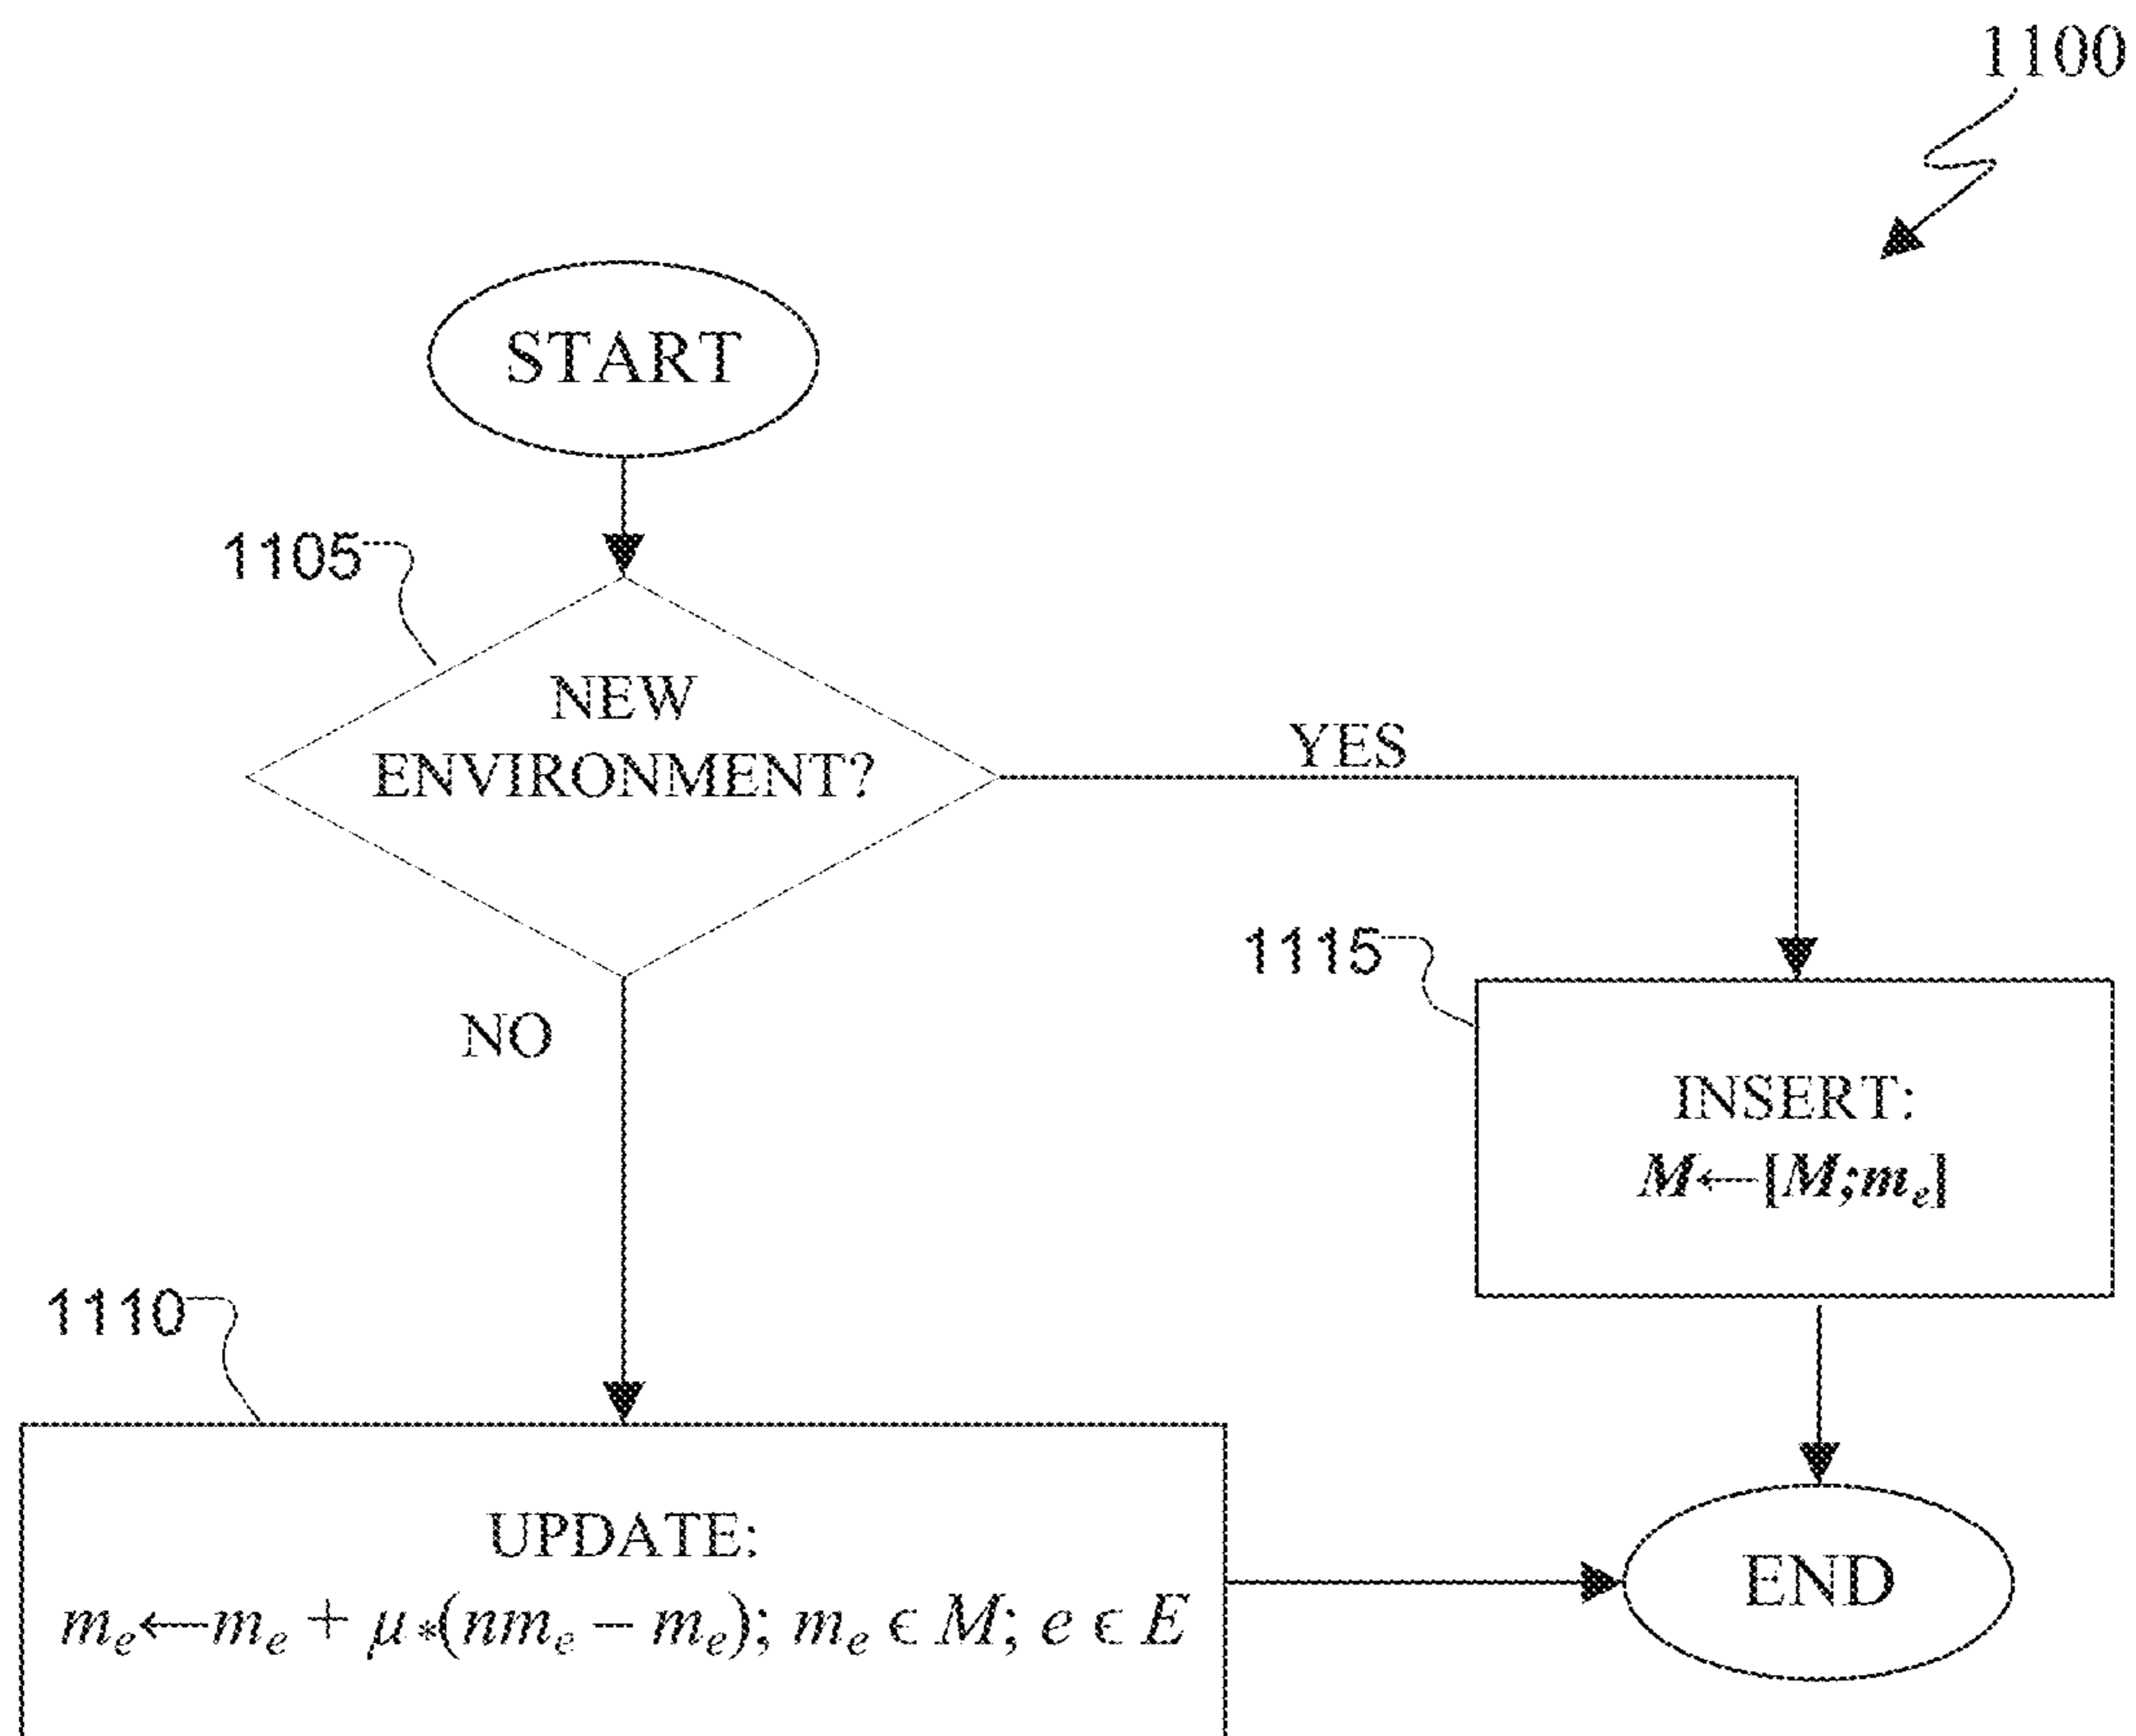 1100
START
1105
NEW
ENVIRONMENT?
YES
NO
1115
INSERT:
M←[M;mₑ]
1110
UPDATE:
mₑ←mₑ + μ*(nmₑ – mₑ); mₑ ϵ M; e ϵ E
END